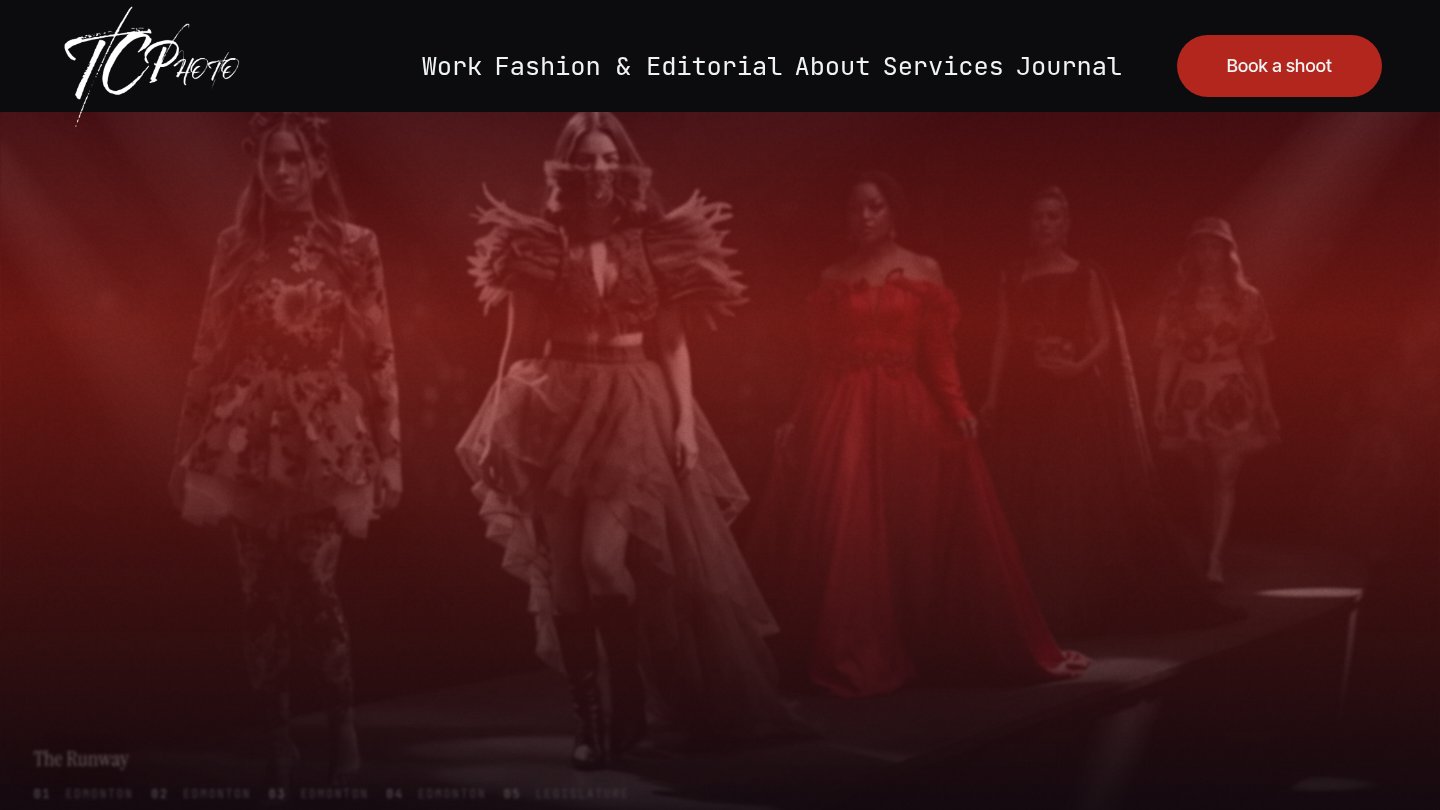 TCPHOTO
Work Fashion & Editorial About Services Journal
Book a shoot
The Runway
01 EDMONTON 02 EDMONTON 03 EDMONTON 04 EDMONTON 05 LEGISLATURE